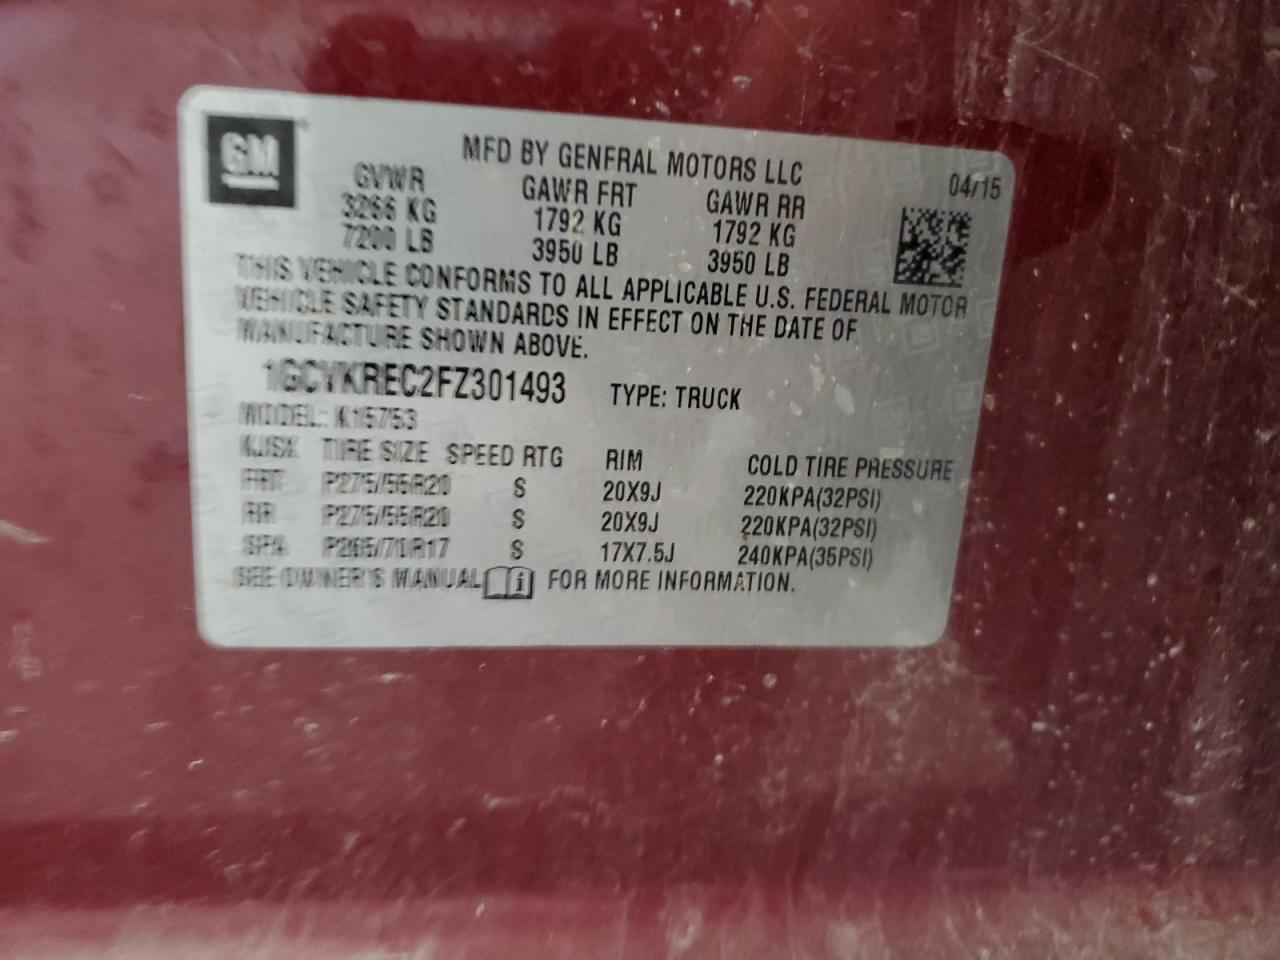 GM
MFD BY GENERAL MOTORS LLC
04/15
GVWR GAWR FRT GAWR RR
3266 KG 1792 KG 1792 KG
7200 LB 3950 LB 3950 LB
THIS VEHICLE CONFORMS TO ALL APPLICABLE U.S. FEDERAL MOTOR
VEHICLE SAFETY STANDARDS IN EFFECT ON THE DATE OF
MANUFACTURE SHOWN ABOVE.
1GCVKREC2FZ301493 TYPE: TRUCK
MODEL: K15753
TIRE SIZE SPEED RTG RIM COLD TIRE PRESSURE
FRT P275/55R20 S 20X9J 220KPA(32PSI)
RR P275/55R20 S 20X9J 220KPA(32PSI)
SPA P265/70R17 S 17X7.5J 240KPA(35PSI)
SEE OWNER'S MANUAL i FOR MORE INFORMATION.